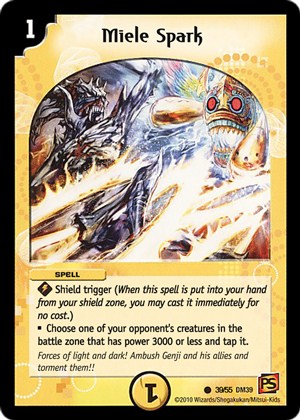 1
Miele Spark
SPELL
Shield trigger (When this spell is put into your
hand from your shield zone, you may cast it immediately for
no cost.)
■ Choose one of your opponent's creatures in the
battle zone that has power 3000 or less and tap it.
Forces of light and dark! Ambush Genji and his allies and
torment them!!
1
● 39/55 DM39
PS
©2010 Wizards/Shogakukan/Mitsui-Kids